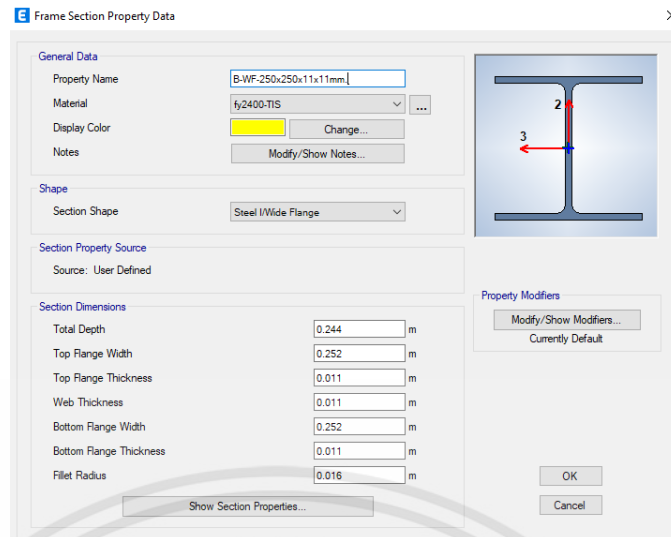 E Frame Section Property Data
General Data
Property Name B-WF-250x250x11x11mm.
Material fy2400-TIS ...
Display Color Change...
Notes Modify/Show Notes...
2
3
Shape
Section Shape Steel I/Wide Flange
Section Property Source
Source: User Defined
Property Modifiers
Modify/Show Modifiers...
Currently Default
Section Dimensions
Total Depth 0.244 m
Top Flange Width 0.252 m
Top Flange Thickness 0.011 m
Web Thickness 0.011 m
Bottom Flange Width 0.252 m
Bottom Flange Thickness 0.011 m
Fillet Radius 0.016 m
Show Section Properties...
OK
Cancel